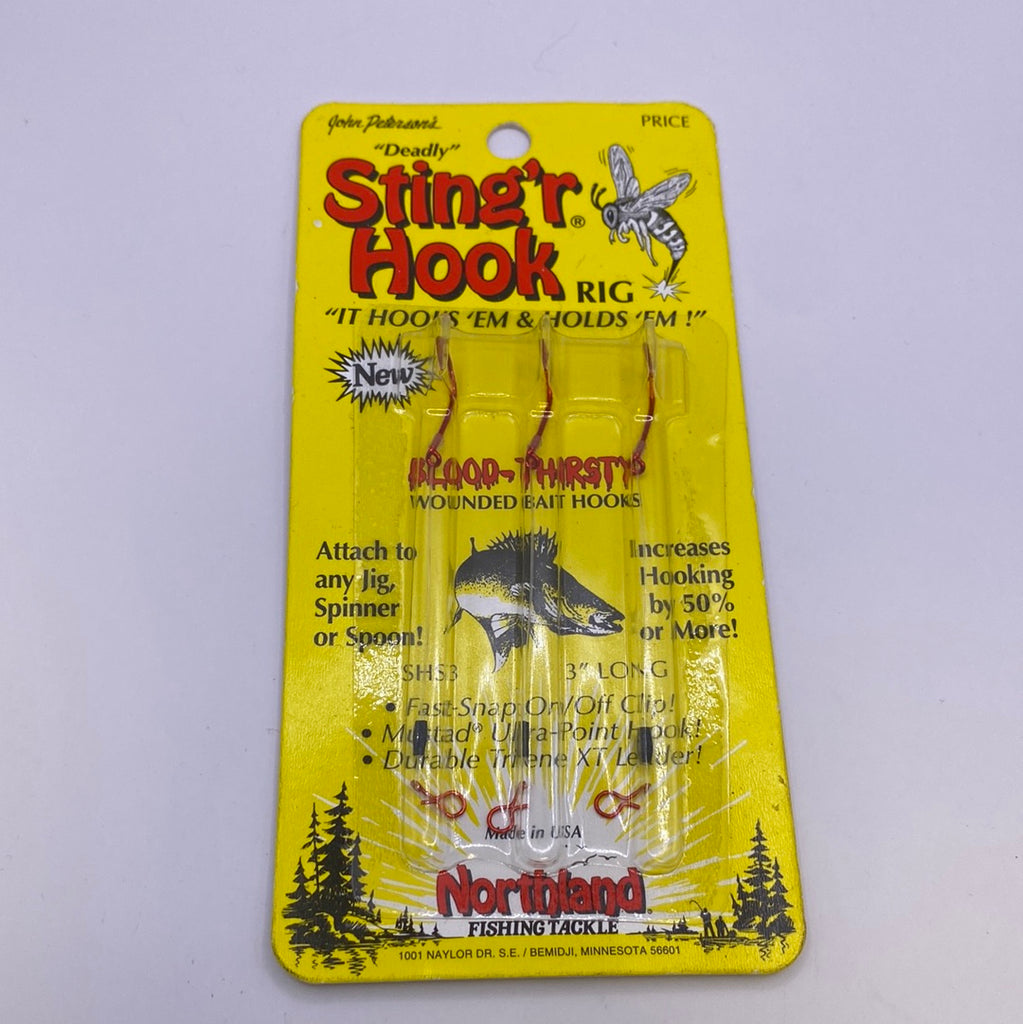 John Peterson's
PRICE
"Deadly"
Sting'r®
Hook RIG
"IT HOOKS 'EM & HOLDS 'EM !"
New
BLOOD-THIRSTY
WOUNDED BAIT HOOKS
Attach to
any Jig,
Spinner
or Spoon!
Increases
Hooking
by 50%
or More!
SHS3
3" LONG
• Fast-Snap On/Off Clip!
• Mustad® Ultra-Point Hook!
• Durable Trilene XT Leader!
Made in USA
Northland®
FISHING TACKLE
1001 NAYLOR DR. S.E. / BEMIDJI, MINNESOTA 56601